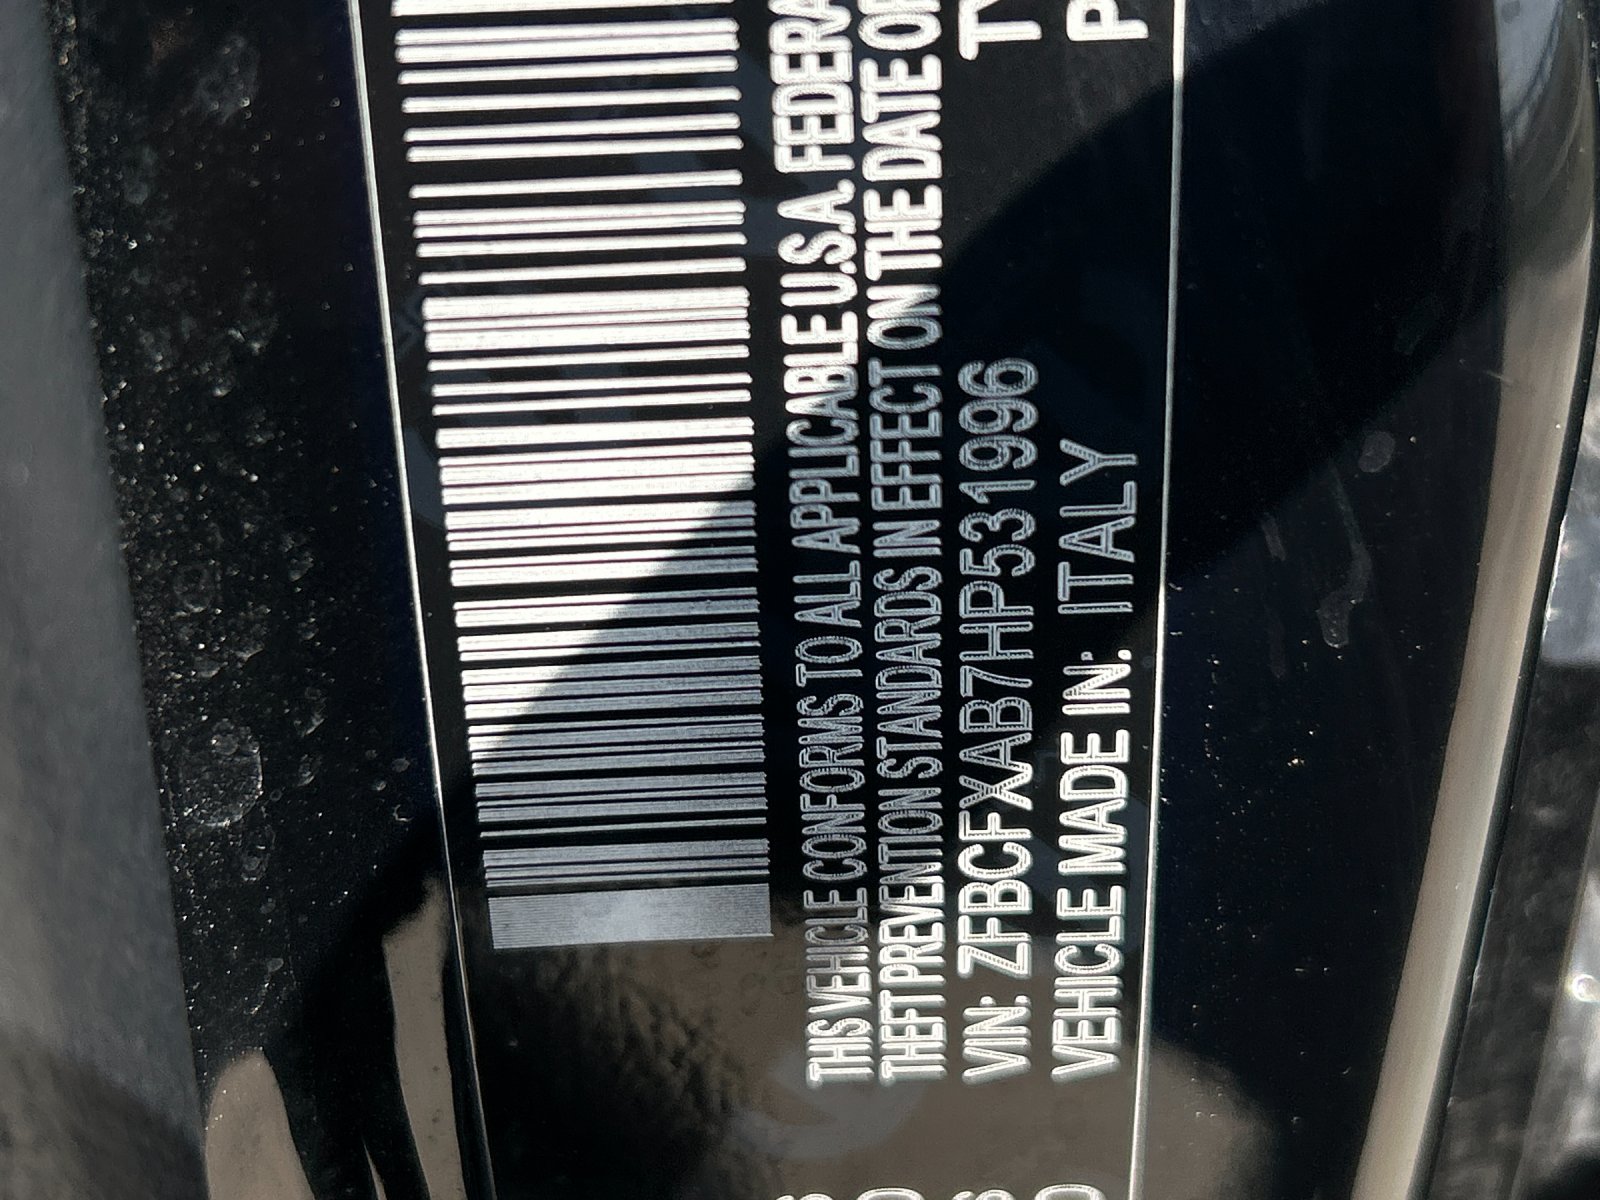 THIS VEHICLE CONFORMS TO ALL APPLICABLE U.S.A. FEDERA
THEFT PREVENTION STANDARDS IN EFFECT ON THE DATE OF
VIN: ZFBCFXAB7HP531996 TY
VEHICLE MADE IN: ITALY P